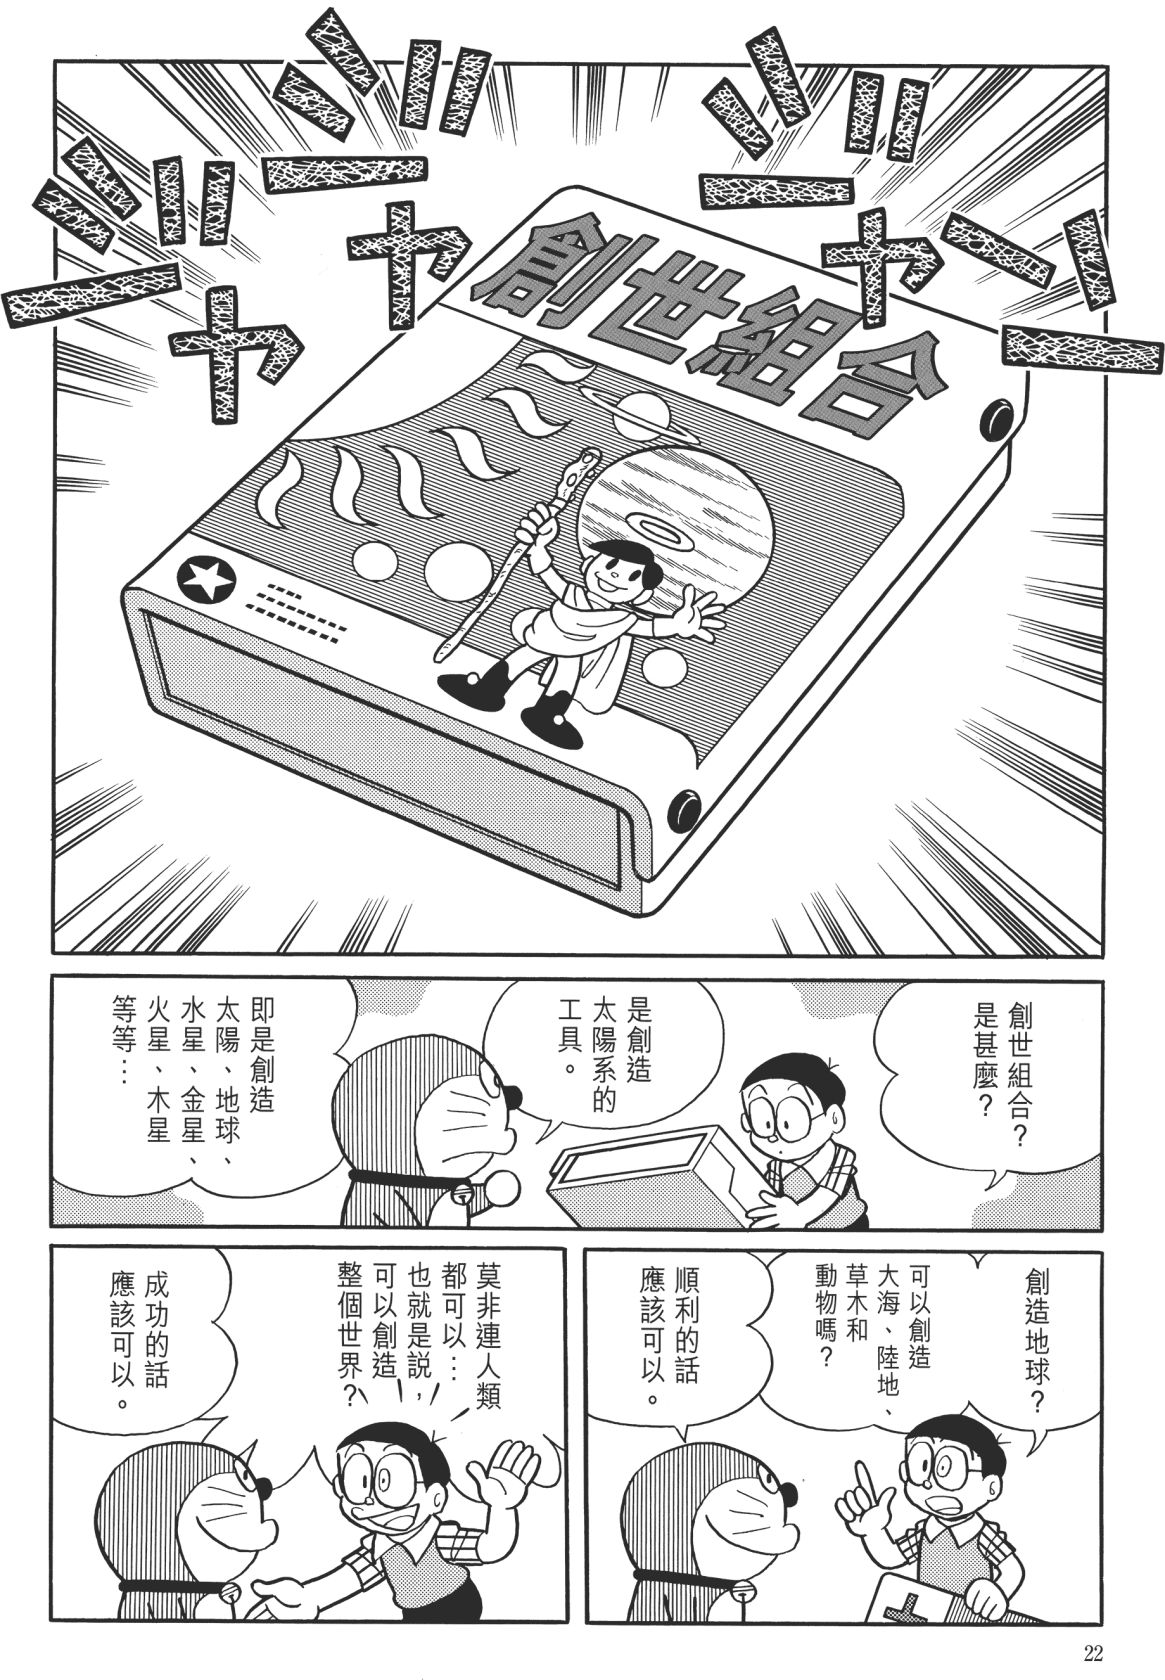 ジャーン
ジャーン
ジャーン
創世組合
創世組合？
是甚麼？
是創造
太陽系的
工具。
即是創造
太陽、地球、
水星、金星、
火星、木星
等等⋯
創造地球？
可以創造
大海、陸地、
草木和
動物嗎？
順利的話
應該可以。
莫非連人類
都可以⋯
也就是説，
可以創造
整個世界？
成功的話
應該可以。
22